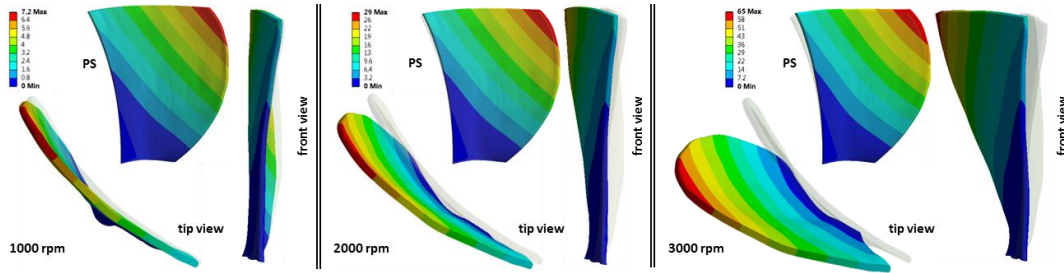 7.2 Max
6.4
5.6
4.8
4
3.2
2.4
1.6
0.8
0 Min
PS
front view
tip view
1000 rpm
29 Max
26
22
19
16
13
9.6
6.4
3.2
0 Min
PS
front view
tip view
2000 rpm
65 Max
58
51
43
36
29
22
14
7.2
0 Min
PS
front view
tip view
3000 rpm